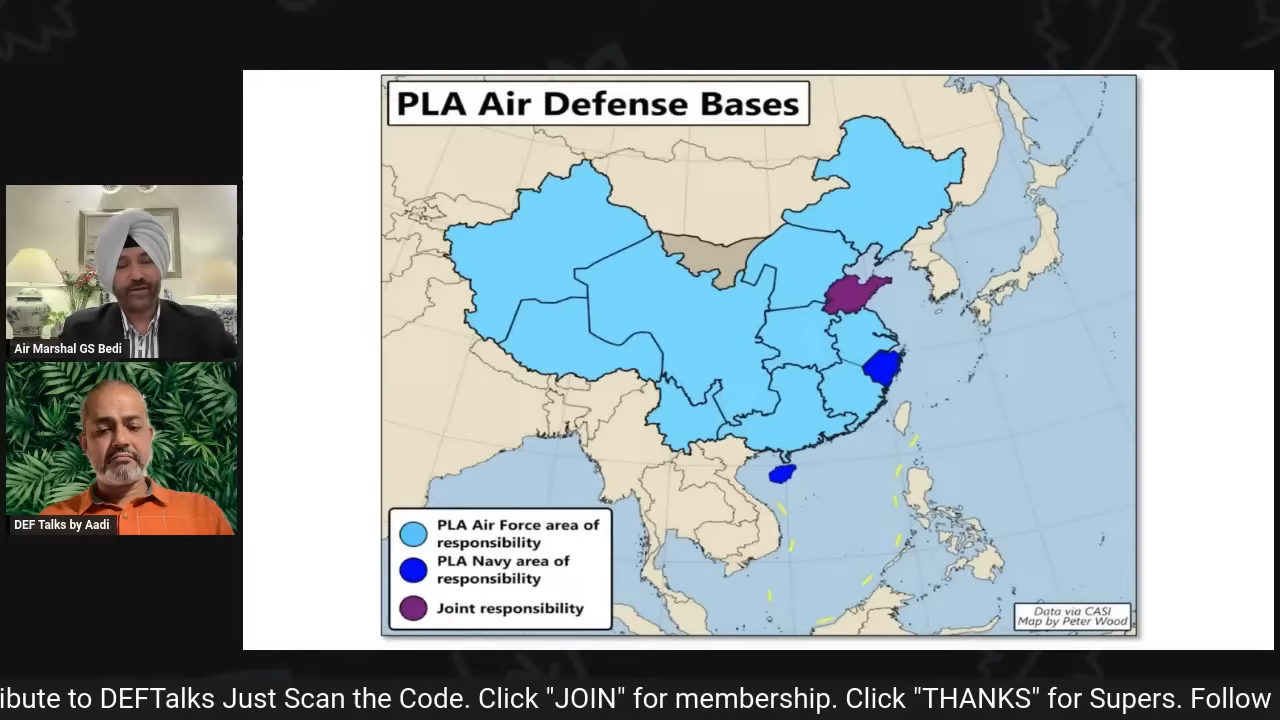 PLA Air Defense Bases
Air Marshal GS Bedi
DEF Talks by Aadi
PLA Air Force area of
responsibility
PLA Navy area of
responsibility
Joint responsibility
Data via CASI
Map by Peter Wood
ibute to DEFTalks Just Scan the Code. Click "JOIN" for membership. Click "THANKS" for Supers. Follow